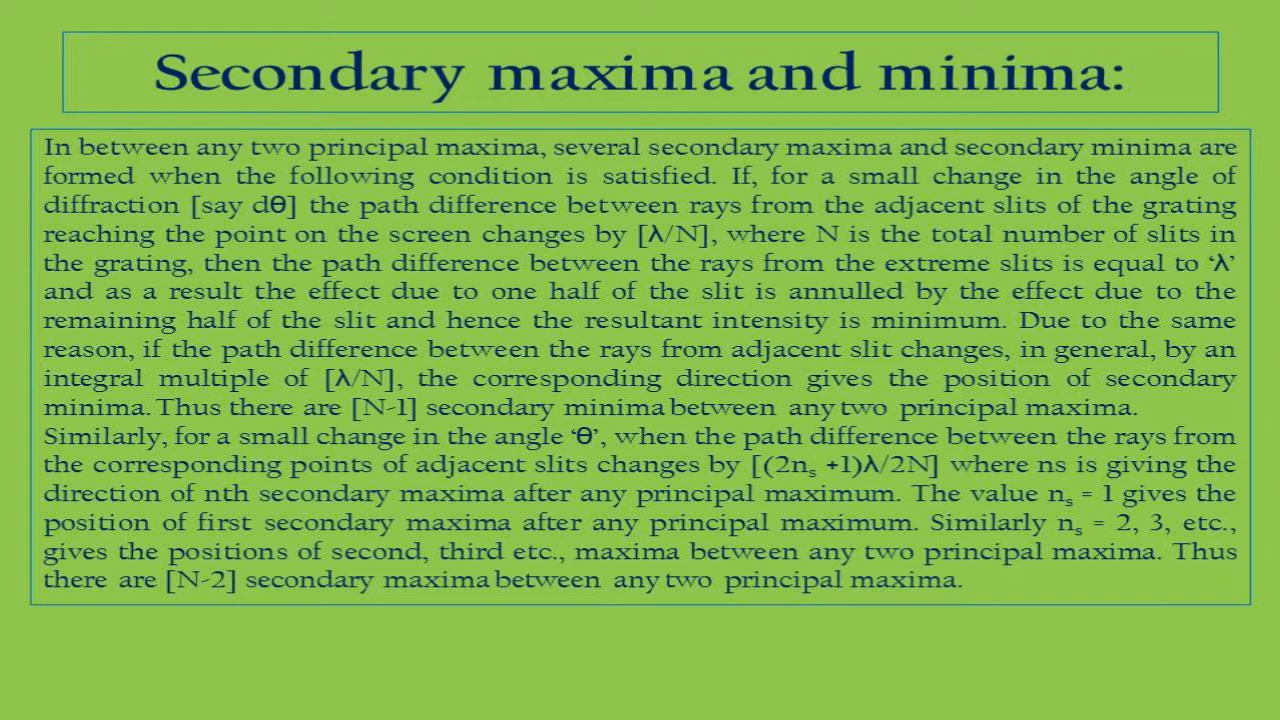 Secondary maxima and minima:
In between any two principal maxima, several secondary maxima and secondary minima are
formed when the following condition is satisfied. If, for a small change in the angle of
diffraction [say dθ] the path difference between rays from the adjacent slits of the grating
reaching the point on the screen changes by [λ/N], where N is the total number of slits in
the grating, then the path difference between the rays from the extreme slits is equal to ‘λ’
and as a result the effect due to one half of the slit is annulled by the effect due to the
remaining half of the slit and hence the resultant intensity is minimum. Due to the same
reason, if the path difference between the rays from adjacent slit changes, in general, by an
integral multiple of [λ/N], the corresponding direction gives the position of secondary
minima. Thus there are [N-1] secondary minima between any two principal maxima.
Similarly, for a small change in the angle ‘θ’, when the path difference between the rays from
the corresponding points of adjacent slits changes by [(2nₛ +1)λ/2N] where ns is giving the
direction of nth secondary maxima after any principal maximum. The value nₛ = 1 gives the
position of first secondary maxima after any principal maximum. Similarly nₛ = 2, 3, etc.,
gives the positions of second, third etc., maxima between any two principal maxima. Thus
there are [N-2] secondary maxima between any two principal maxima.